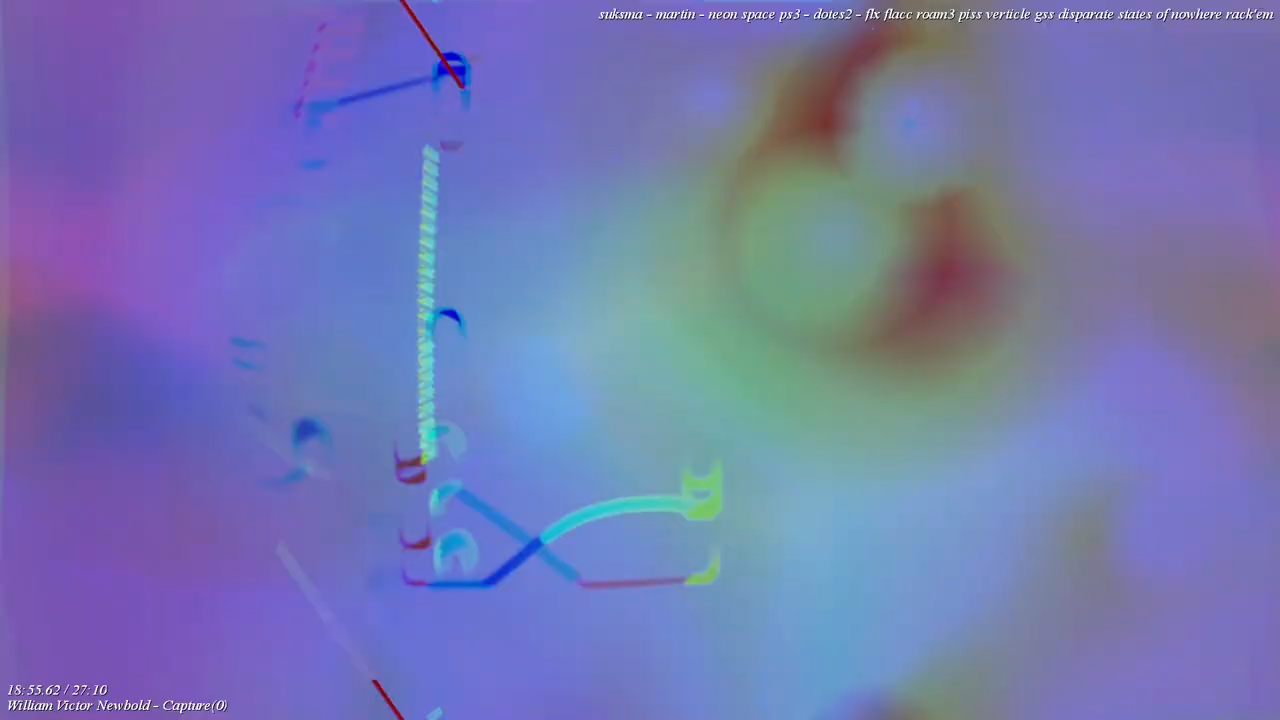 suksma - martin - neon space ps3 - dotes2 - flx flacc roam3 piss verticle gss disparate states of nowhere rack'em
18:55.62 / 27:10
William Victor Newbold - Capture(0)